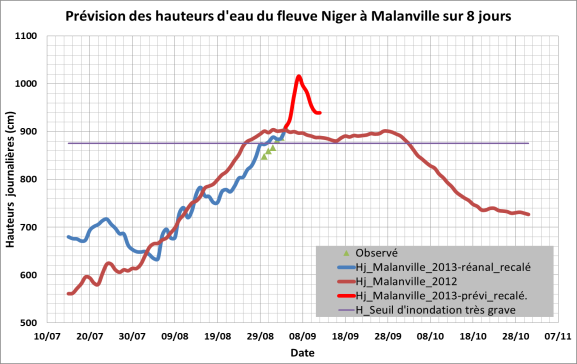 Prévision des hauteurs d'eau du fleuve Niger à Malanville sur 8 jours
Hauteurs journalières (cm)
1100
1000
900
800
700
600
500
Observé
Hj_Malanville_2013-réanal_recalé
Hj_Malanville_2012
Hj_Malanville_2013-prévi_recalé.
H_Seuil d'inondation très grave
10/07 20/07 30/07 09/08 19/08 29/08 08/09 18/09 28/09 08/10 18/10 28/10 07/11
Date